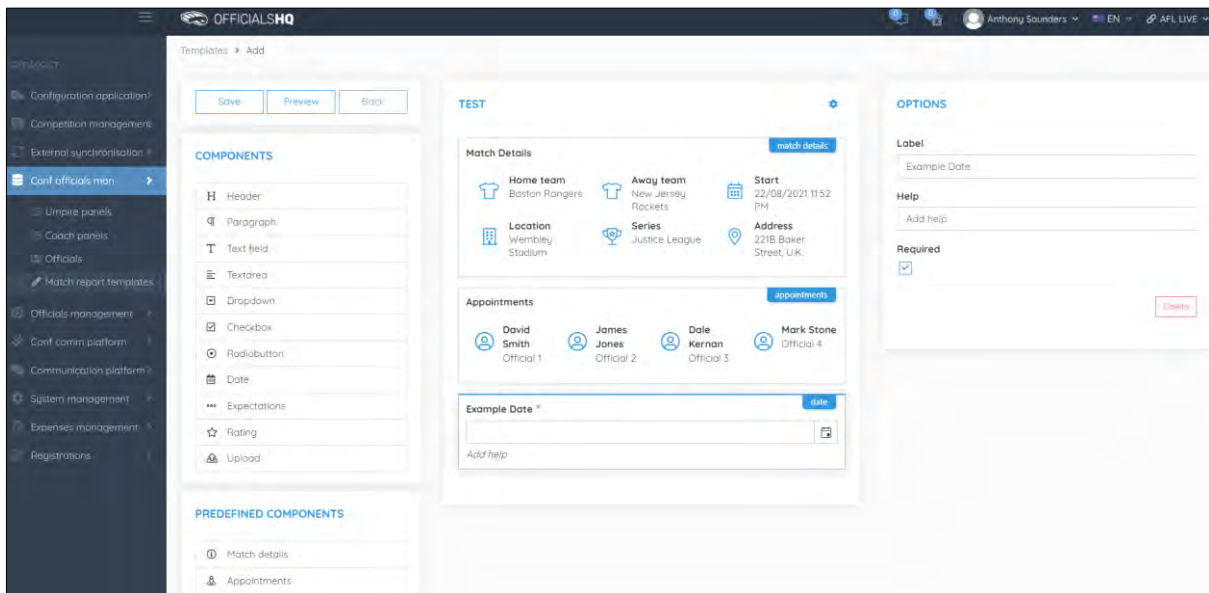 OFFICIALSHQ
Anthony Saunders
EN
AFL LIVE
Templates > Add
Configuration application
Competition management
External synchronisation
Conf officials man
Umpire panels
Coach panels
Officials
Match report templates
Officials management
Conf comm platform
Communication platform
System management
Expenses management
Registrations
Save
Preview
Back
COMPONENTS
Header
Paragraph
Text field
Textarea
Dropdown
Checkbox
Radiobutton
Date
Expectations
Rating
Upload
PREDEFINED COMPONENTS
Match details
Appointments
TEST
Match Details
match details
Home team
Boston Rangers
Away team
New Jersey
Rockets
Start
22/08/2021 11:52
PM
Location
Wembley
Stadium
Series
Justice League
Address
221B Baker
Street, U.K.
Appointments
appointments
David
Smith
Official 1
James
Jones
Official 2
Dale
Kernan
Official 3
Mark Stone
Official 4
Example Date *
date
Add help
OPTIONS
Label
Example Date
Help
Add help
Required
Delete